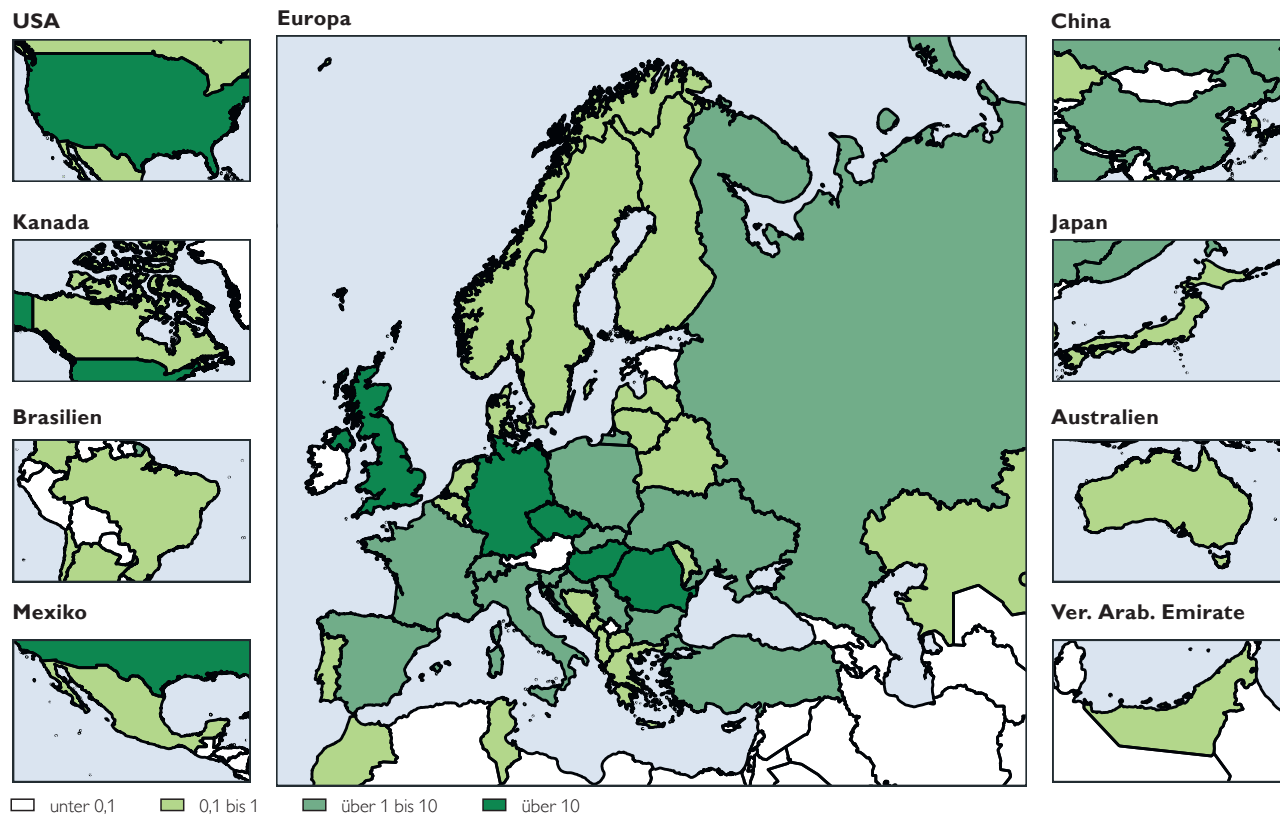 USA
Europa
China
Kanada
Japan
Brasilien
Australien
Mexiko
Ver. Arab. Emirate
unter 0,1
0,1 bis 1
über 1 bis 10
über 10